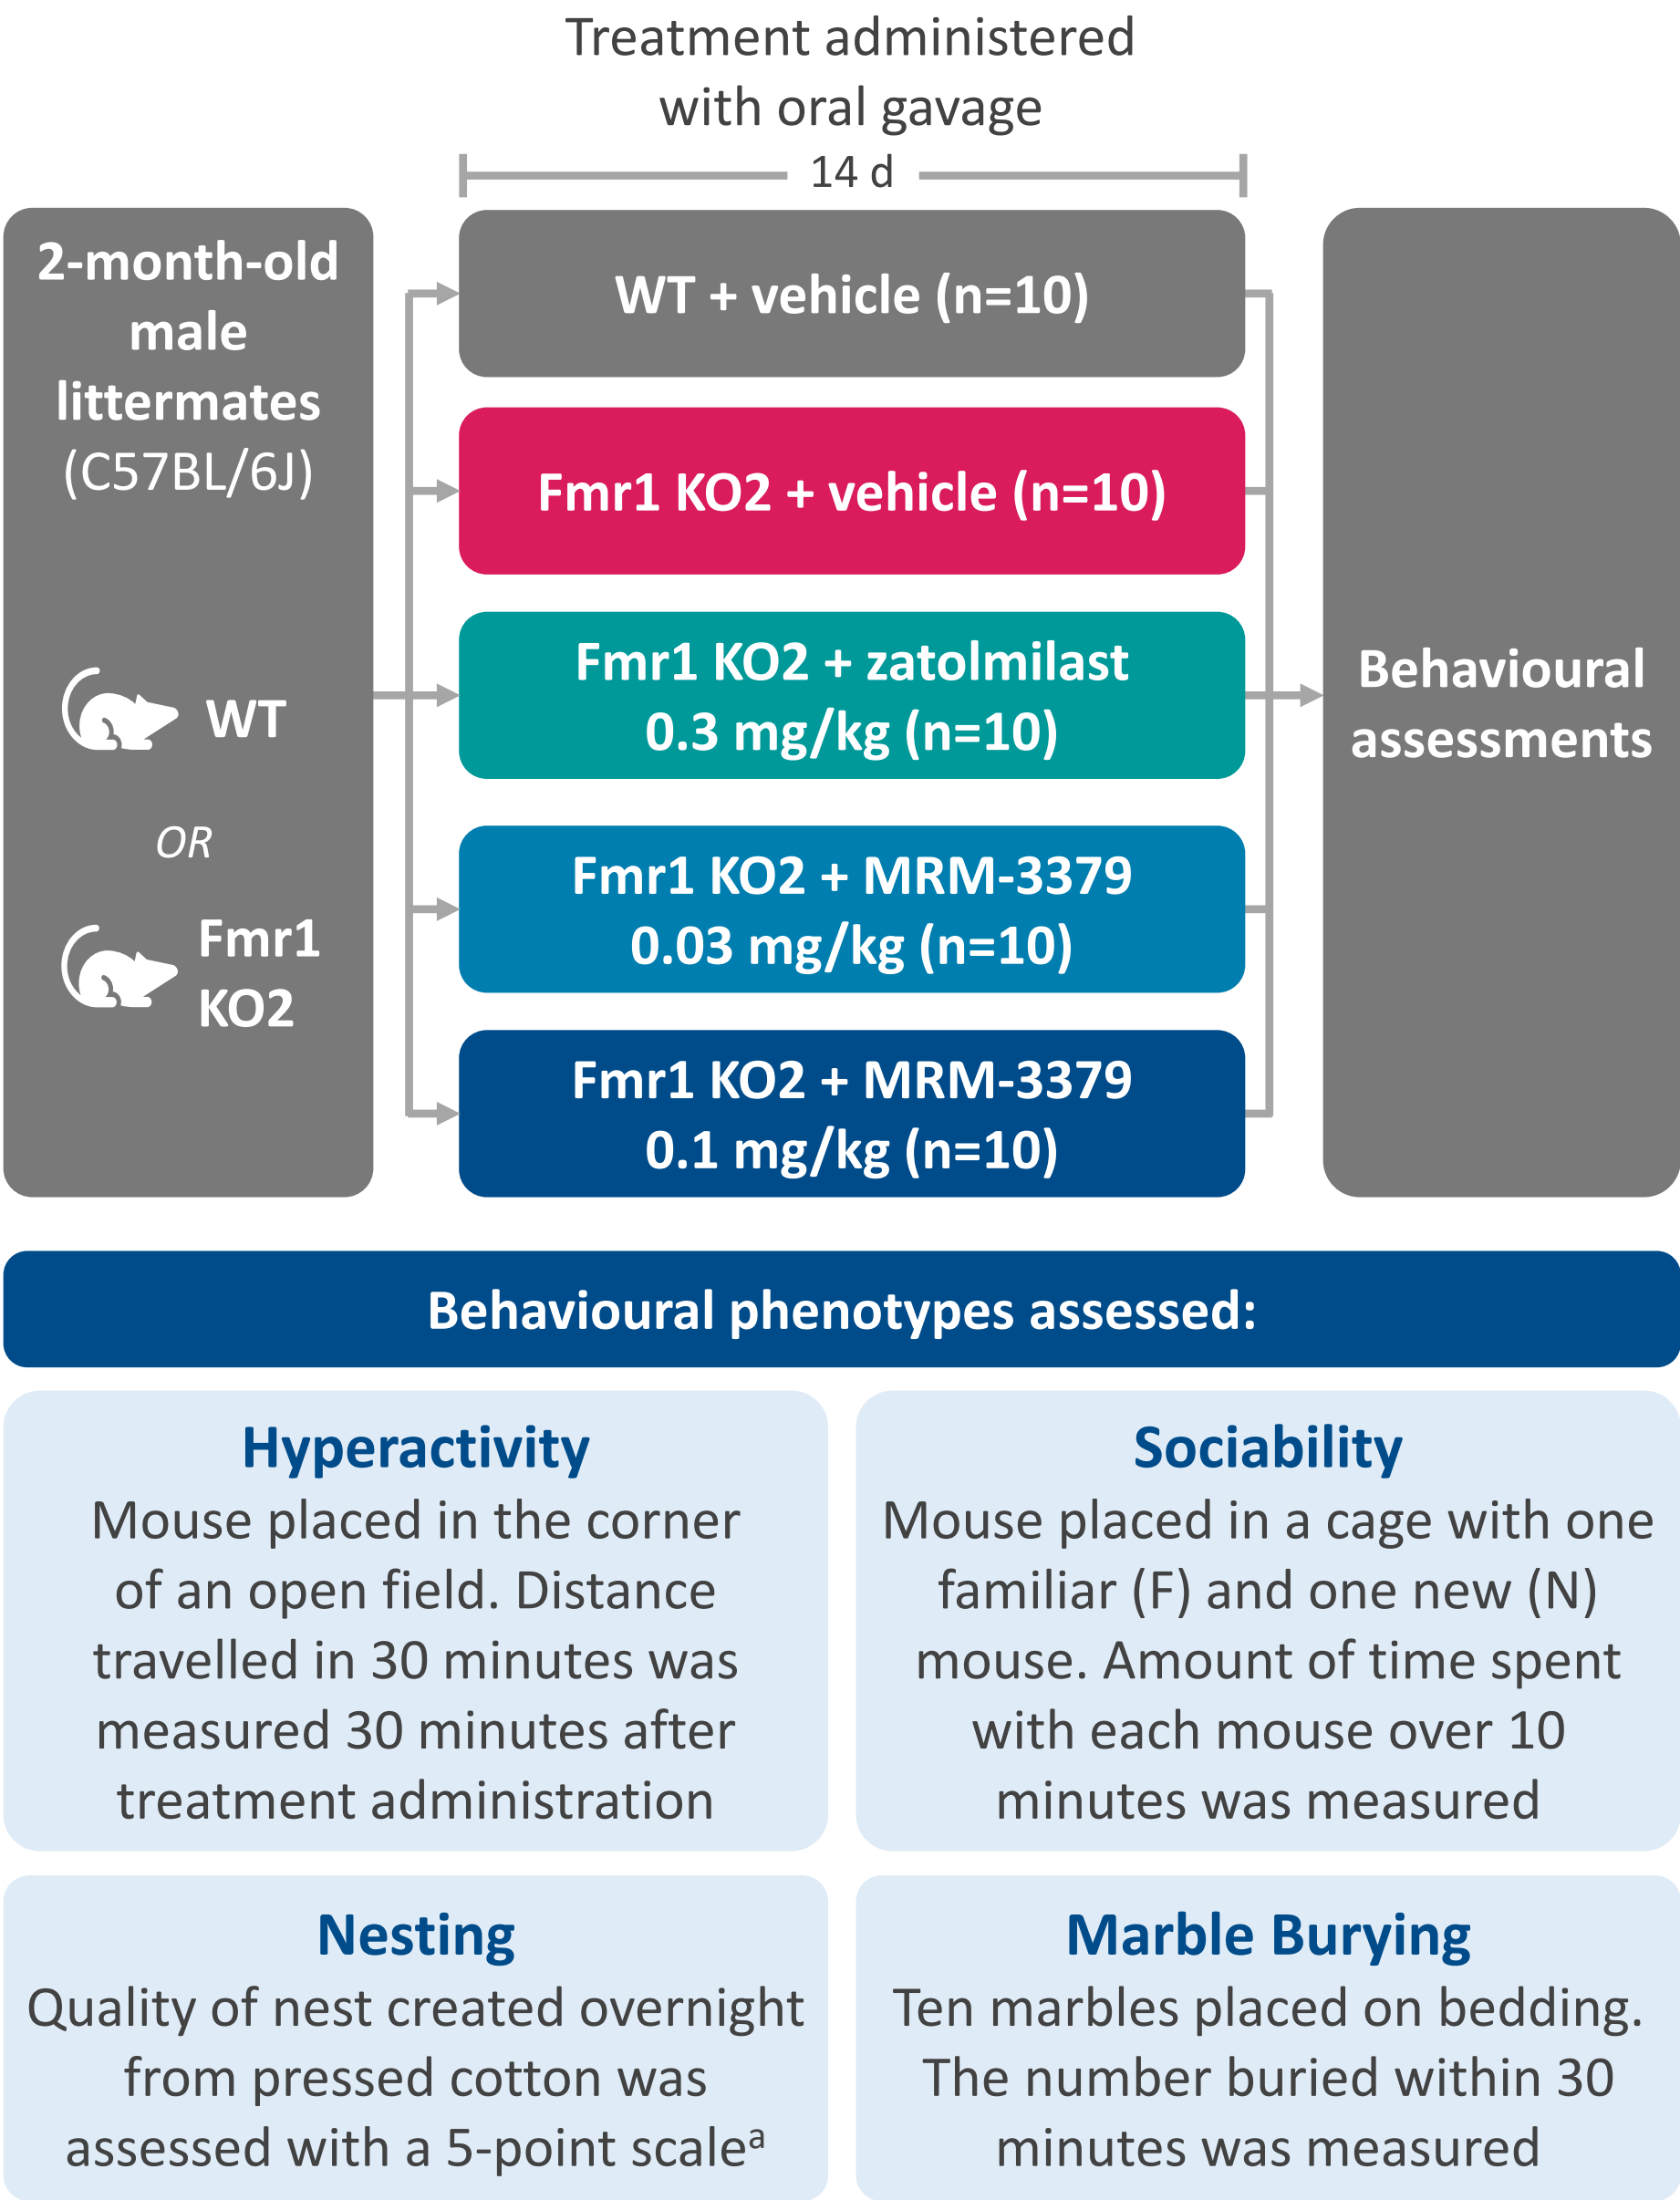 Treatment administered
with oral gavage
14 d
2-month-old
male
littermates
(C57BL/6J)
WT
OR
Fmr1
KO2
WT + vehicle (n=10)
Fmr1 KO2 + vehicle (n=10)
Fmr1 KO2 + zatolmilast
0.3 mg/kg (n=10)
Fmr1 KO2 + MRM-3379
0.03 mg/kg (n=10)
Fmr1 KO2 + MRM-3379
0.1 mg/kg (n=10)
Behavioural
assessments
Behavioural phenotypes assessed:
Hyperactivity
Mouse placed in the corner
of an open field. Distance
travelled in 30 minutes was
measured 30 minutes after
treatment administration
Sociability
Mouse placed in a cage with one
familiar (F) and one new (N)
mouse. Amount of time spent
with each mouse over 10
minutes was measured
Nesting
Quality of nest created overnight
from pressed cotton was
assessed with a 5-point scaleᵃ
Marble Burying
Ten marbles placed on bedding.
The number buried within 30
minutes was measured